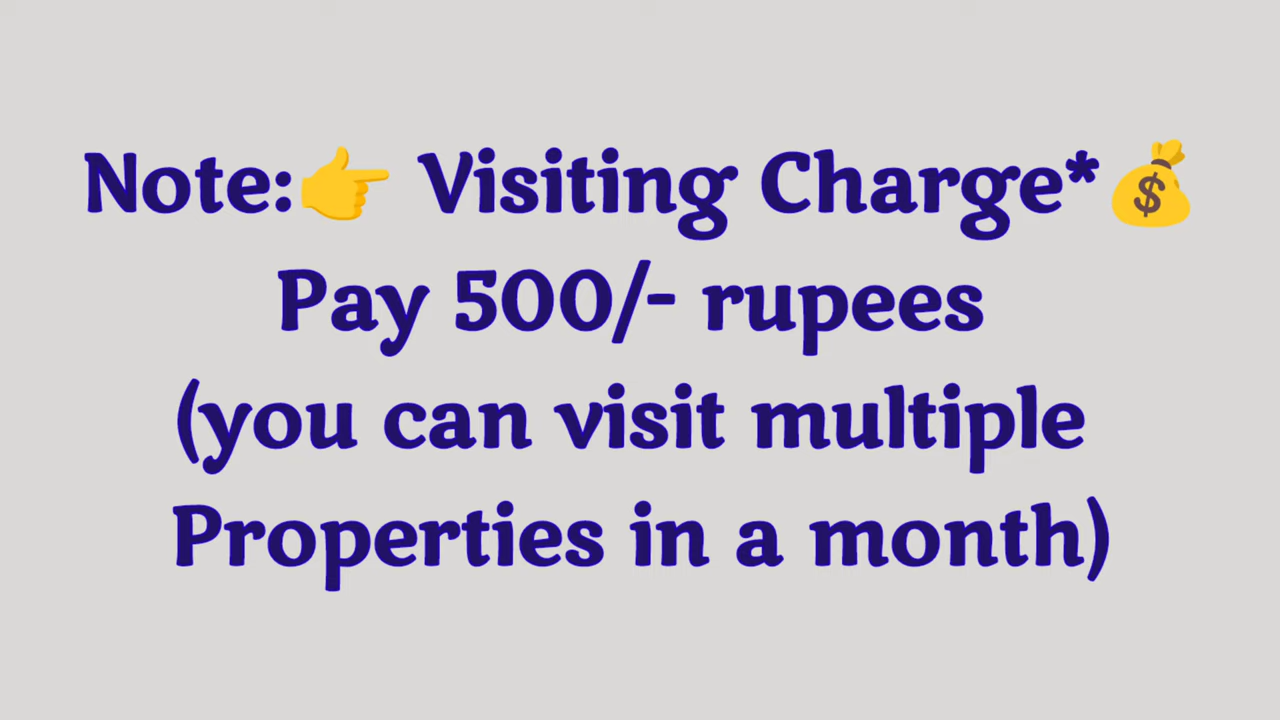 Note:👉 Visiting Charge*💰
Pay 500/- rupees
(you can visit multiple
Properties in a month)